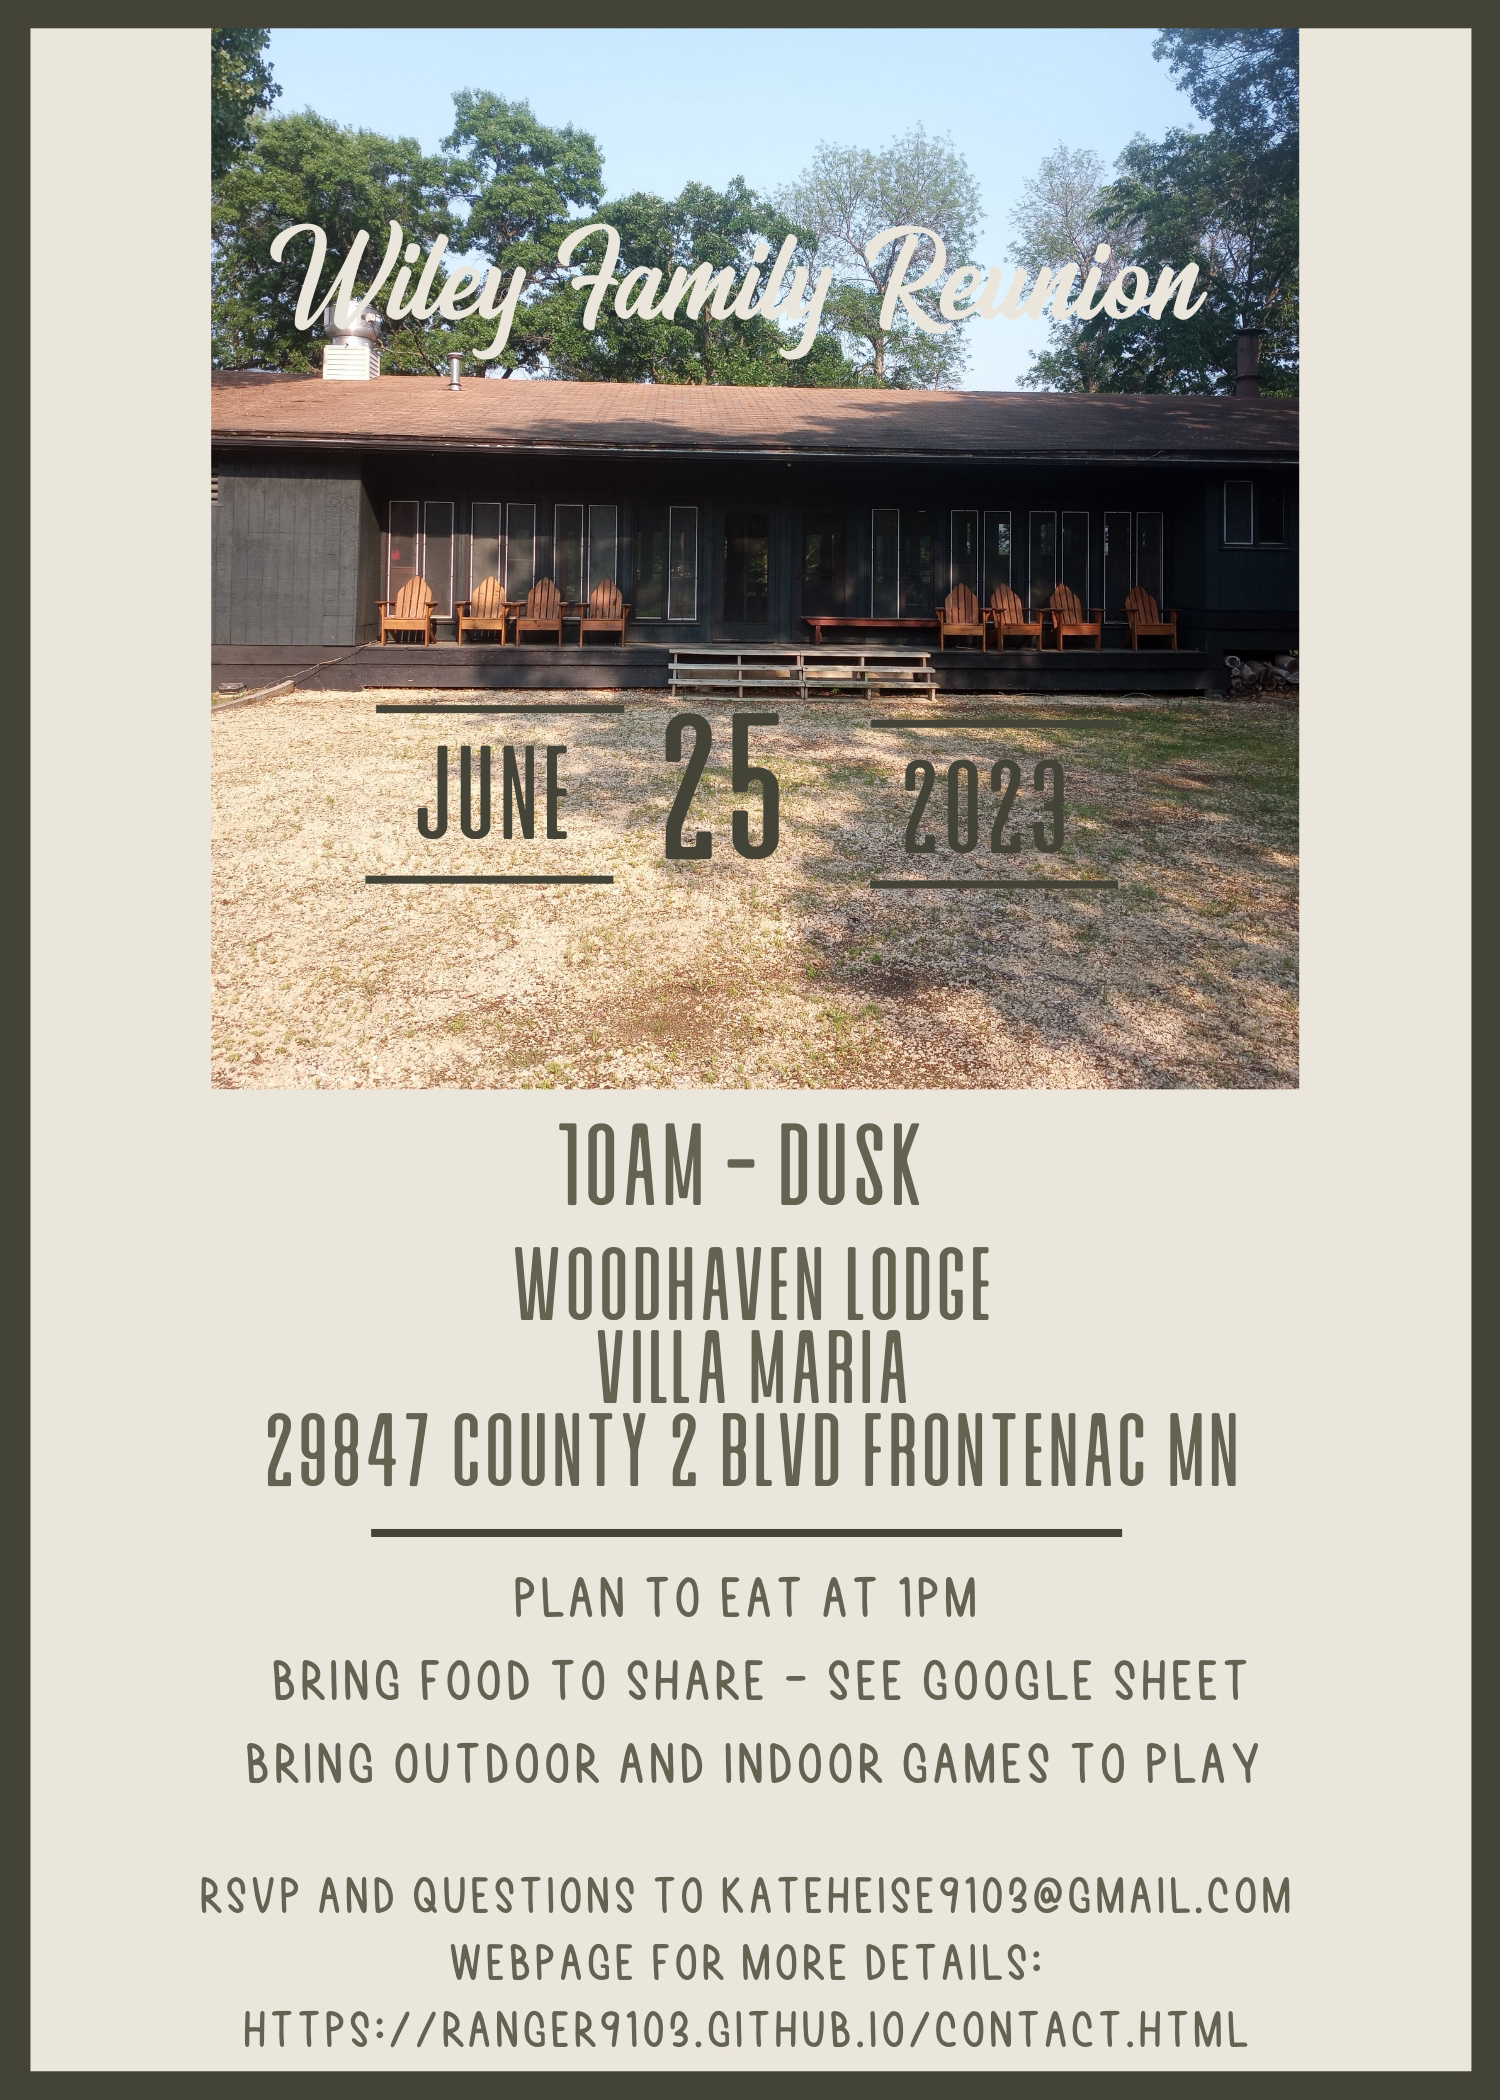 Wiley Family Reunion
JUNE 25 2023
10AM - DUSK
WOODHAVEN LODGE
VILLA MARIA
29847 COUNTY 2 BLVD FRONTENAC MN
PLAN TO EAT AT 1PM
BRING FOOD TO SHARE - SEE GOOGLE SHEET
BRING OUTDOOR AND INDOOR GAMES TO PLAY
RSVP AND QUESTIONS TO KATEHEISE9103@GMAIL.COM
WEBPAGE FOR MORE DETAILS:
HTTPS://RANGER9103.GITHUB.IO/CONTACT.HTML